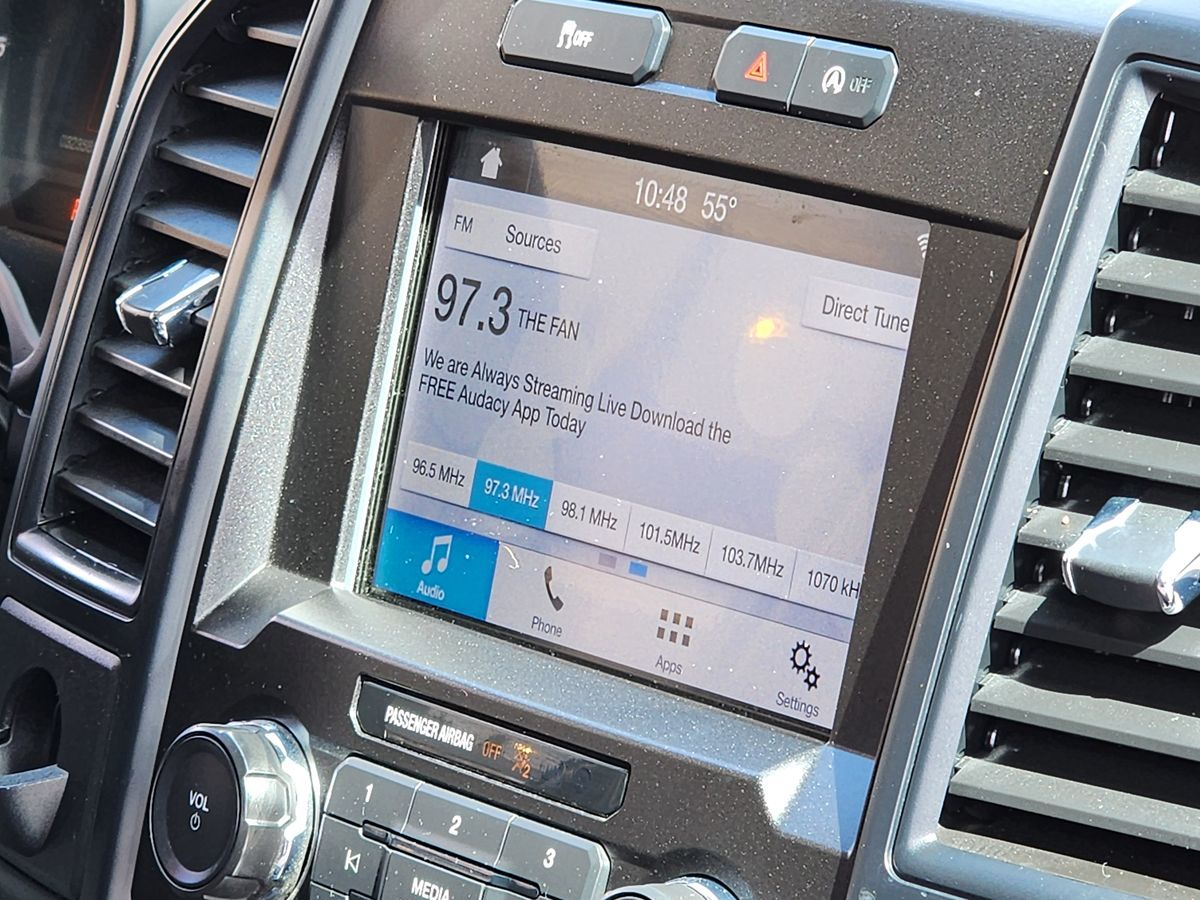 OFF
OFF
10:48 55°
FM Sources
Direct Tune
97.3 THE FAN
We are Always Streaming Live Download the
FREE Audacy App Today
96.5 MHz 97.3 MHz 98.1 MHz 101.5MHz 103.7MHz 1070 kH
Audio Phone Apps Settings
PASSENGER AIRBAG OFF
VOL
1 2 3
MEDIA